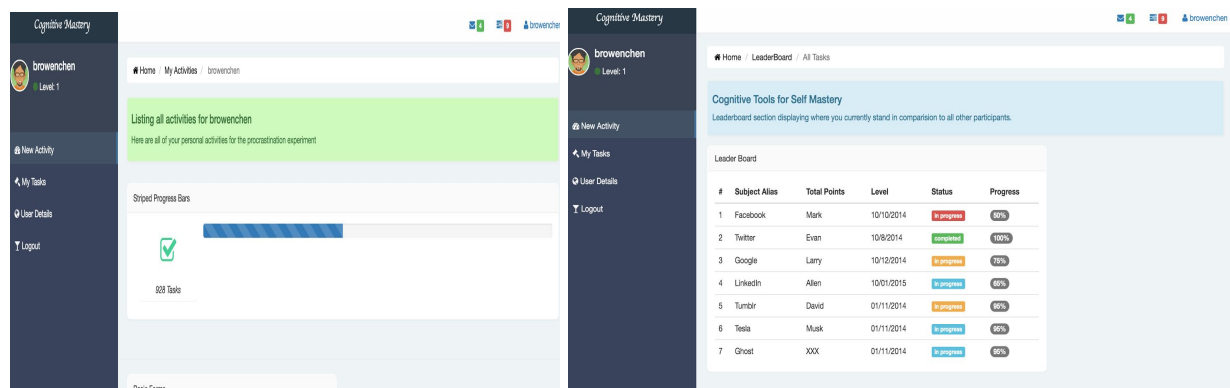 Cognitive Mastery
4 9 browenchen
browenchen
Level: 1
Home / My Activities / browenchen
Listing all activities for browenchen
Here are all of your personal activities for the procrastination experiment
New Activity
My Tasks
User Details
Logout
Striped Progress Bars
928 Tasks
Cognitive Mastery
4 9 browenchen
browenchen
Level: 1
Home / LeaderBoard / All Tasks
Cognitive Tools for Self Mastery
Leaderboard section displaying where you currently stand in comparision to all other participants.
New Activity
My Tasks
User Details
Logout
Leader Board
# Subject Alias Total Points Level Status Progress
1 Facebook Mark 10/10/2014 in progress 50%
2 Twitter Evan 10/8/2014 completed 100%
3 Google Larry 10/12/2014 in progress 75%
4 LinkedIn Allen 10/01/2015 in progress 65%
5 Tumblr David 01/11/2014 in progress 95%
6 Tesla Musk 01/11/2014 in progress 95%
7 Ghost XXX 01/11/2014 in progress 95%